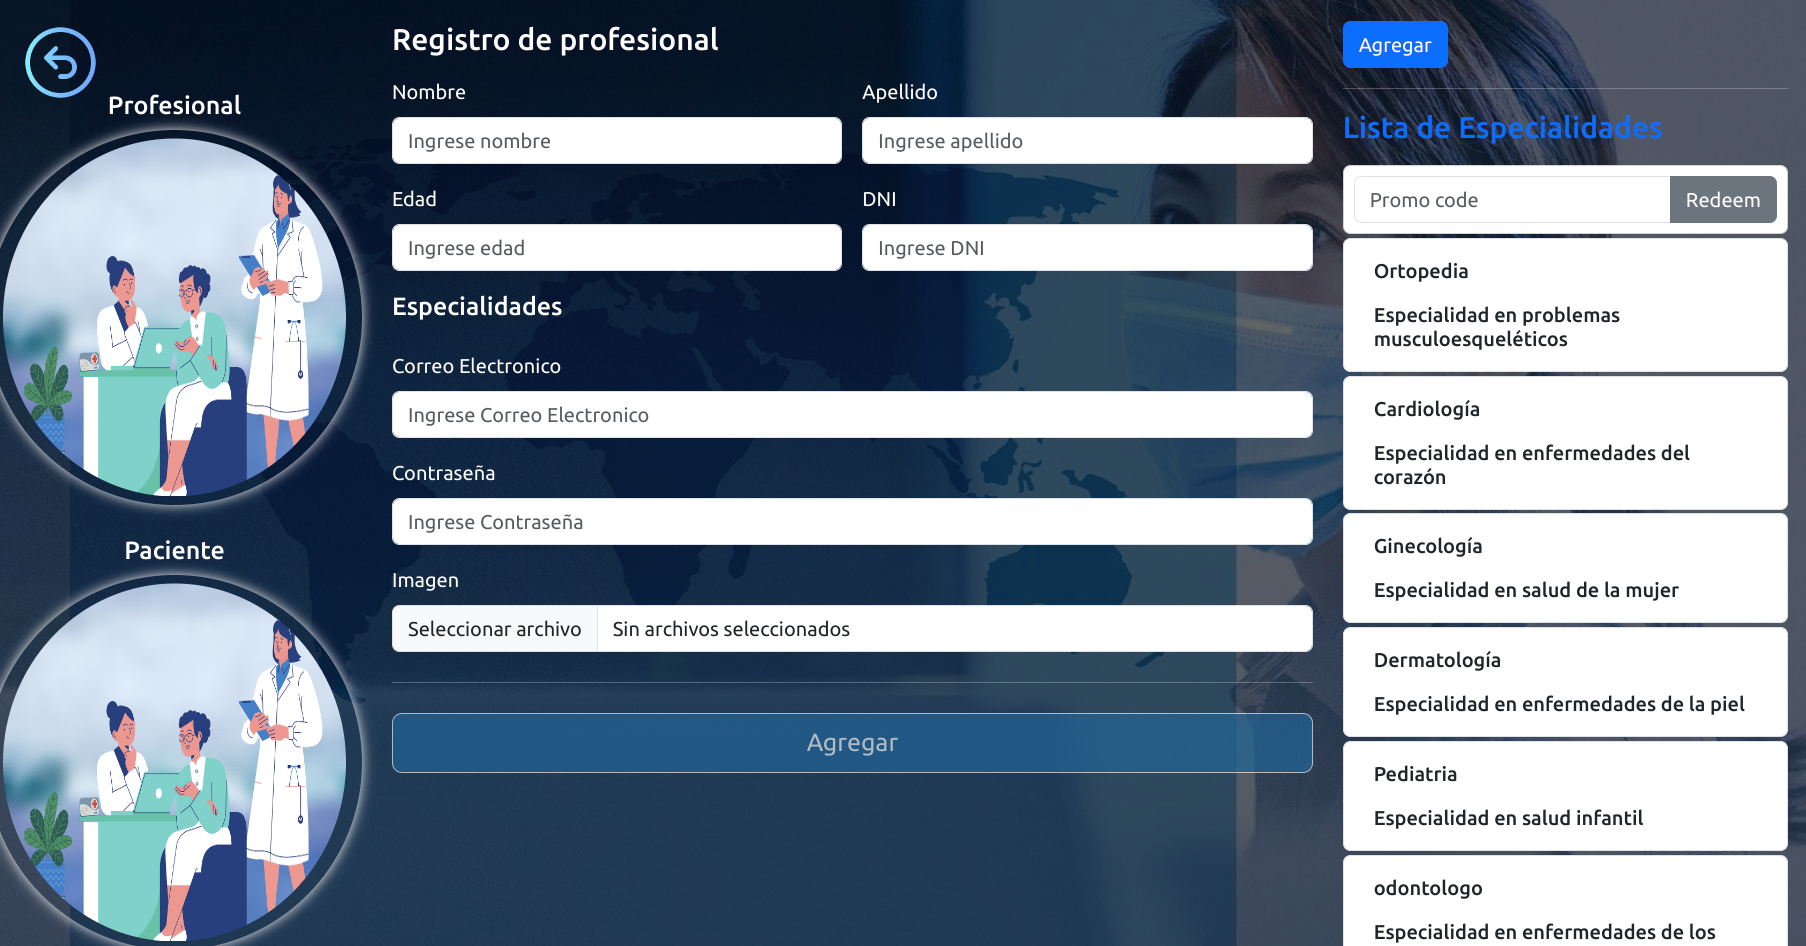 Profesional
Paciente
Registro de profesional
Nombre
Apellido
Ingrese nombre
Ingrese apellido
Edad
DNI
Ingrese edad
Ingrese DNI
Especialidades
Correo Electronico
Ingrese Correo Electronico
Contraseña
Ingrese Contraseña
Imagen
Seleccionar archivo
Sin archivos seleccionados
Agregar
Agregar
Lista de Especialidades
Promo code
Redeem
Ortopedia
Especialidad en problemas
musculoesqueléticos
Cardiología
Especialidad en enfermedades del
corazón
Ginecología
Especialidad en salud de la mujer
Dermatología
Especialidad en enfermedades de la piel
Pediatria
Especialidad en salud infantil
odontologo
Especialidad en enfermedades de los